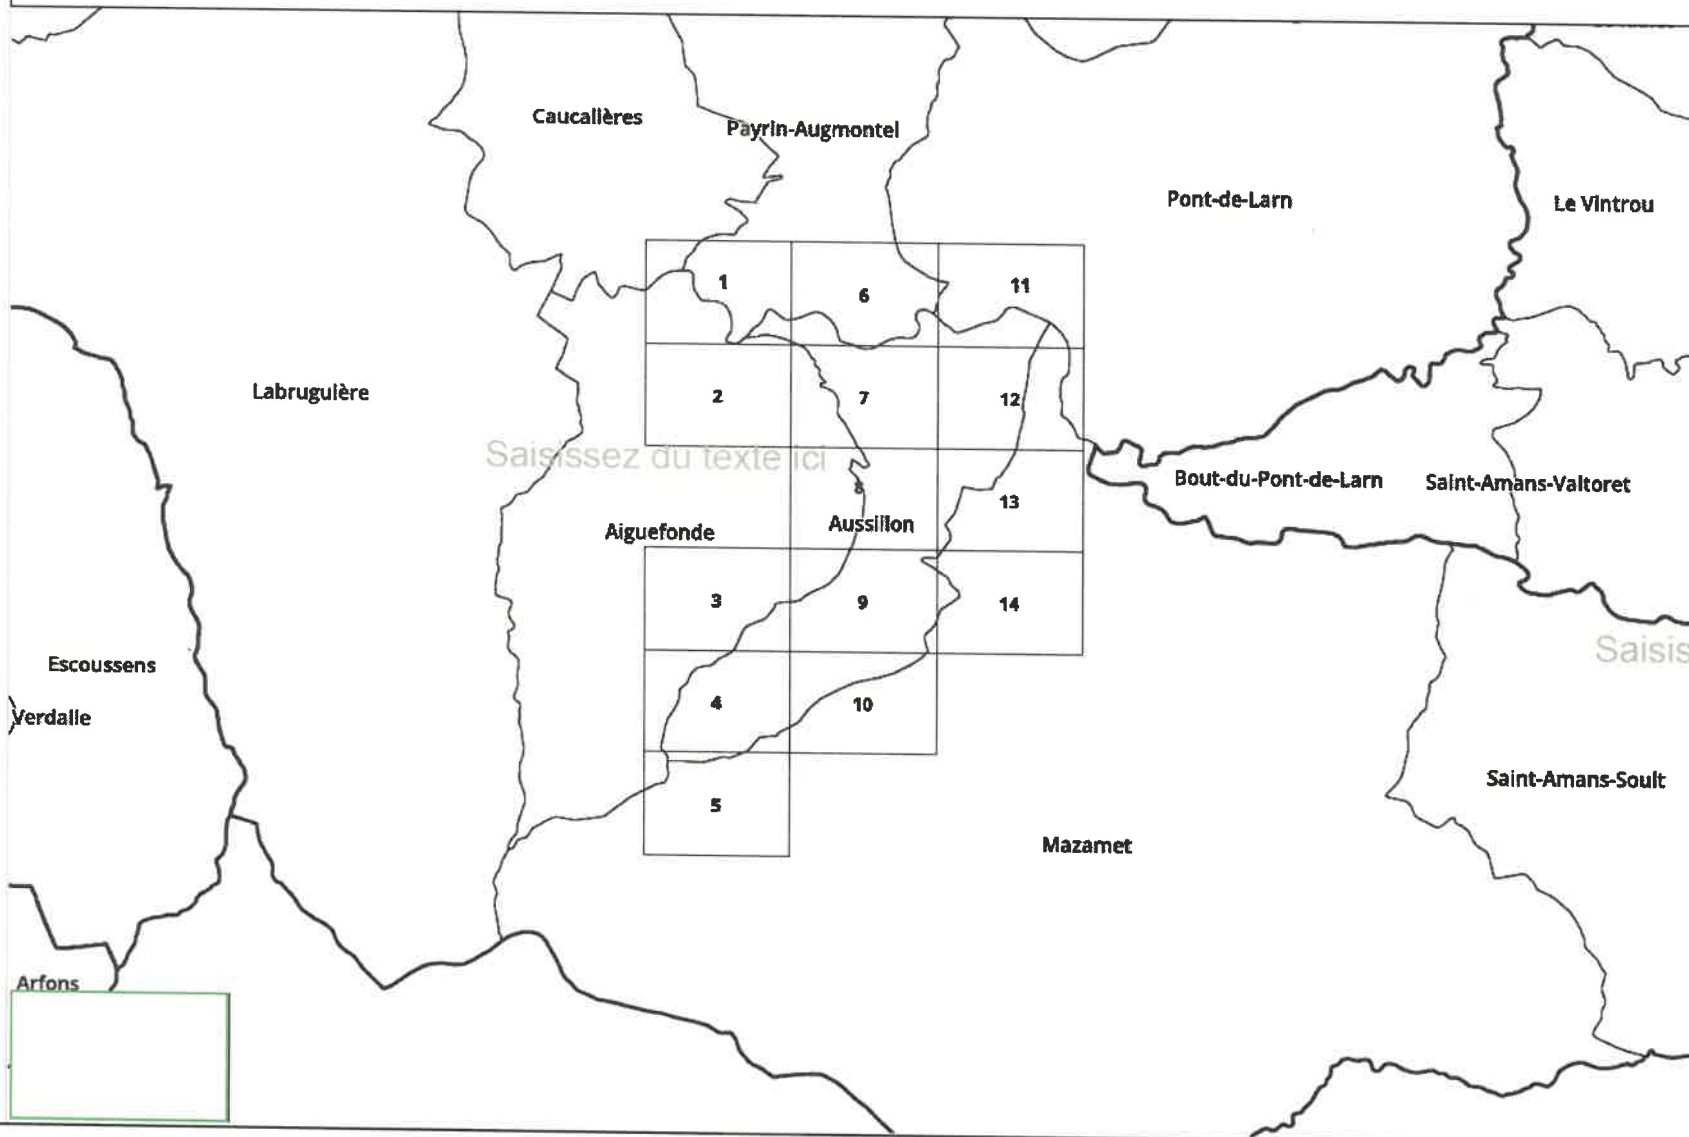 Caucalières
Payrin-Augmontel
Pont-de-Larn
Le Vintrou
1
6
11
Labruguière
2
7
12
Saisissez du texte ici
8
13
Bout-du-Pont-de-Larn
Saint-Amans-Valtoret
Aussillon
Aiguefonde
3
9
14
Escoussens
Saisis
4
10
Verdalle
Saint-Amans-Soult
5
Mazamet
Arfons